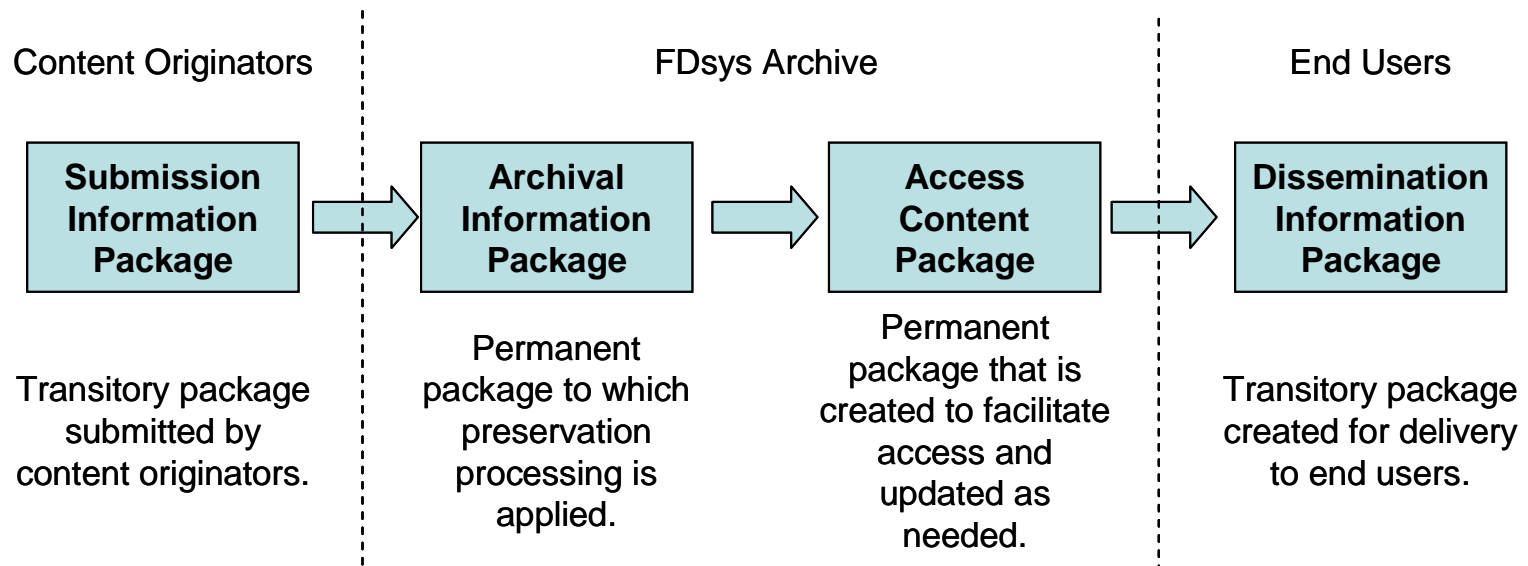 Content Originators
FDsys Archive
End Users
Submission
Information
Package
Archival
Information
Package
Access
Content
Package
Dissemination
Information
Package
Transitory package
submitted by
content originators.
Permanent
package to which
preservation
processing is
applied.
Permanent
package that is
created to facilitate
access and
updated as
needed.
Transitory package
created for delivery
to end users.